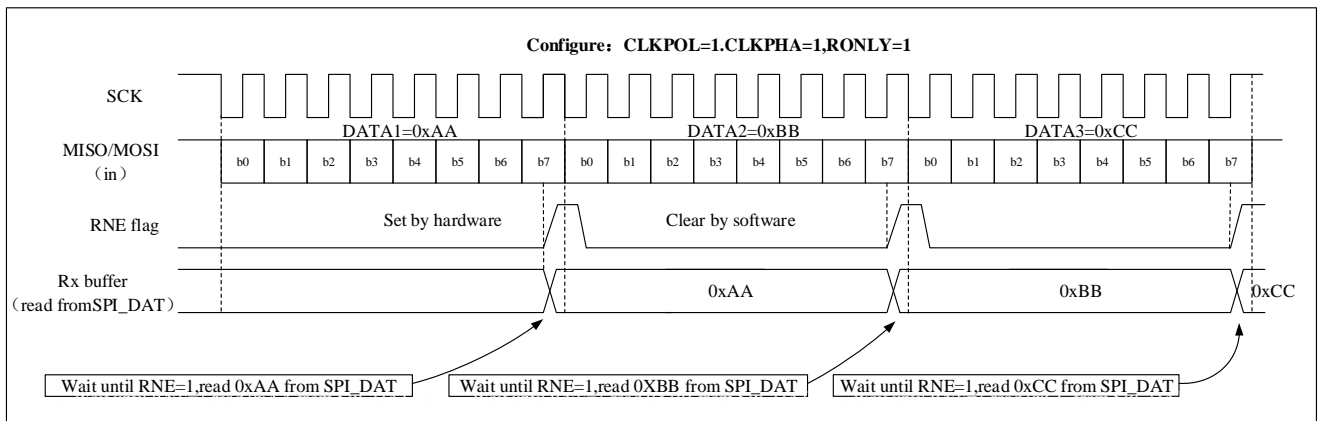 Configure：CLKPOL=1.CLKPHA=1,RONLY=1
SCK
DATA1=0xAA DATA2=0xBB DATA3=0xCC
MISO/MOSI
（in）
b0 b1 b2 b3 b4 b5 b6 b7 b0 b1 b2 b3 b4 b5 b6 b7 b0 b1 b2 b3 b4 b5 b6 b7
RNE flag
Set by hardware Clear by software
Rx buffer
（read fromSPI_DAT）
0xAA 0xBB 0xCC
Wait until RNE=1,read 0xAA from SPI_DAT Wait until RNE=1,read 0XBB from SPI_DAT Wait until RNE=1,read 0xCC from SPI_DAT